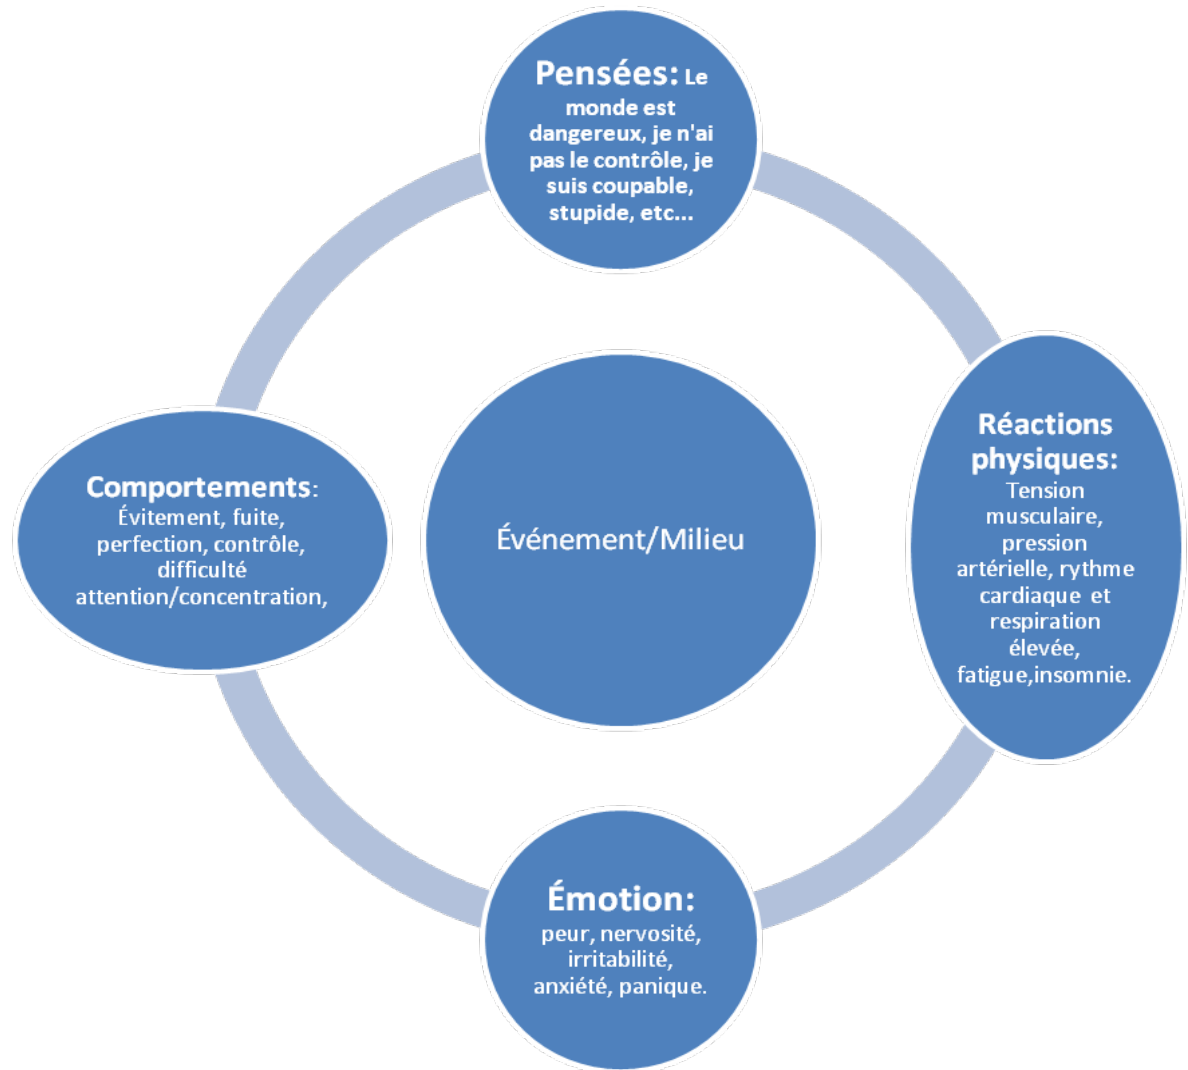 Pensées: Le
monde est
dangereux, je n'ai
pas le contrôle, je
suis coupable,
stupide, etc...
Réactions
physiques:
Tension
musculaire,
pression
artérielle, rythme
cardiaque et
respiration
élevée,
fatigue,insomnie.
Comportements:
Évitement, fuite,
perfection, contrôle,
difficulté
attention/concentration,
Événement/Milieu
Émotion:
peur, nervosité,
irritabilité,
anxiété, panique.